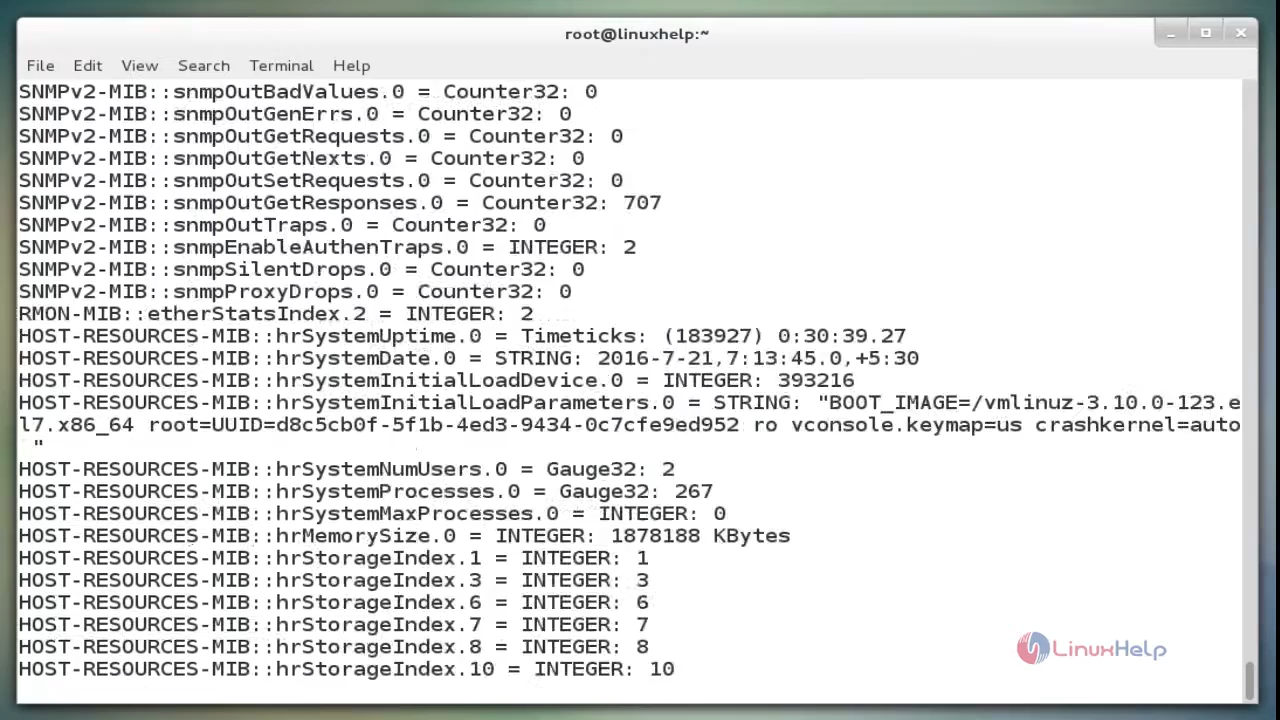 root@linuxhelp:~
File Edit View Search Terminal Help
SNMPv2-MIB::snmpOutBadValues.0 = Counter32: 0
SNMPv2-MIB::snmpOutGenErrs.0 = Counter32: 0
SNMPv2-MIB::snmpOutGetRequests.0 = Counter32: 0
SNMPv2-MIB::snmpOutGetNexts.0 = Counter32: 0
SNMPv2-MIB::snmpOutSetRequests.0 = Counter32: 0
SNMPv2-MIB::snmpOutGetResponses.0 = Counter32: 707
SNMPv2-MIB::snmpOutTraps.0 = Counter32: 0
SNMPv2-MIB::snmpEnableAuthenTraps.0 = INTEGER: 2
SNMPv2-MIB::snmpSilentDrops.0 = Counter32: 0
SNMPv2-MIB::snmpProxyDrops.0 = Counter32: 0
RMON-MIB::etherStatsIndex.2 = INTEGER: 2
HOST-RESOURCES-MIB::hrSystemUptime.0 = Timeticks: (183927) 0:30:39.27
HOST-RESOURCES-MIB::hrSystemDate.0 = STRING: 2016-7-21,7:13:45.0,+5:30
HOST-RESOURCES-MIB::hrSystemInitialLoadDevice.0 = INTEGER: 393216
HOST-RESOURCES-MIB::hrSystemInitialLoadParameters.0 = STRING: "BOOT_IMAGE=/vmlinuz-3.10.0-123.e
l7.x86_64 root=UUID=d8c5cb0f-5f1b-4ed3-9434-0c7cfe9ed952 ro vconsole.keymap=us crashkernel=auto
"
HOST-RESOURCES-MIB::hrSystemNumUsers.0 = Gauge32: 2
HOST-RESOURCES-MIB::hrSystemProcesses.0 = Gauge32: 267
HOST-RESOURCES-MIB::hrSystemMaxProcesses.0 = INTEGER: 0
HOST-RESOURCES-MIB::hrMemorySize.0 = INTEGER: 1878188 KBytes
HOST-RESOURCES-MIB::hrStorageIndex.1 = INTEGER: 1
HOST-RESOURCES-MIB::hrStorageIndex.3 = INTEGER: 3
HOST-RESOURCES-MIB::hrStorageIndex.6 = INTEGER: 6
HOST-RESOURCES-MIB::hrStorageIndex.7 = INTEGER: 7
HOST-RESOURCES-MIB::hrStorageIndex.8 = INTEGER: 8
HOST-RESOURCES-MIB::hrStorageIndex.10 = INTEGER: 10
LinuxHelp